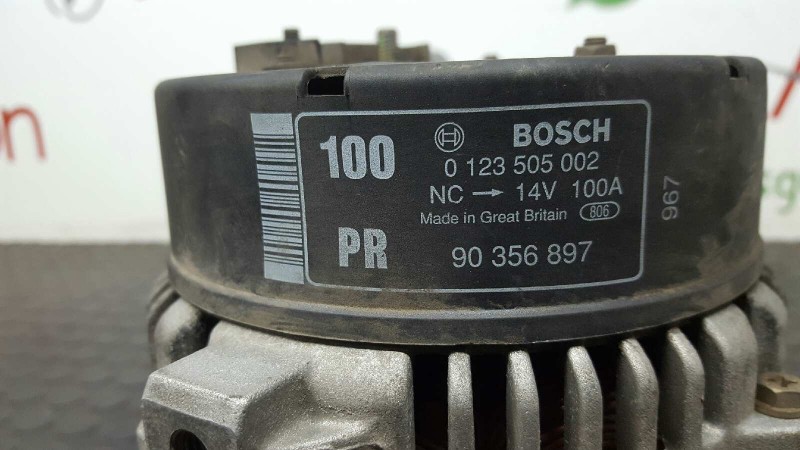 100
BOSCH
0 123 505 002
NC → 14V 100A
Made in Great Britain 806
PR
90 356 897
967